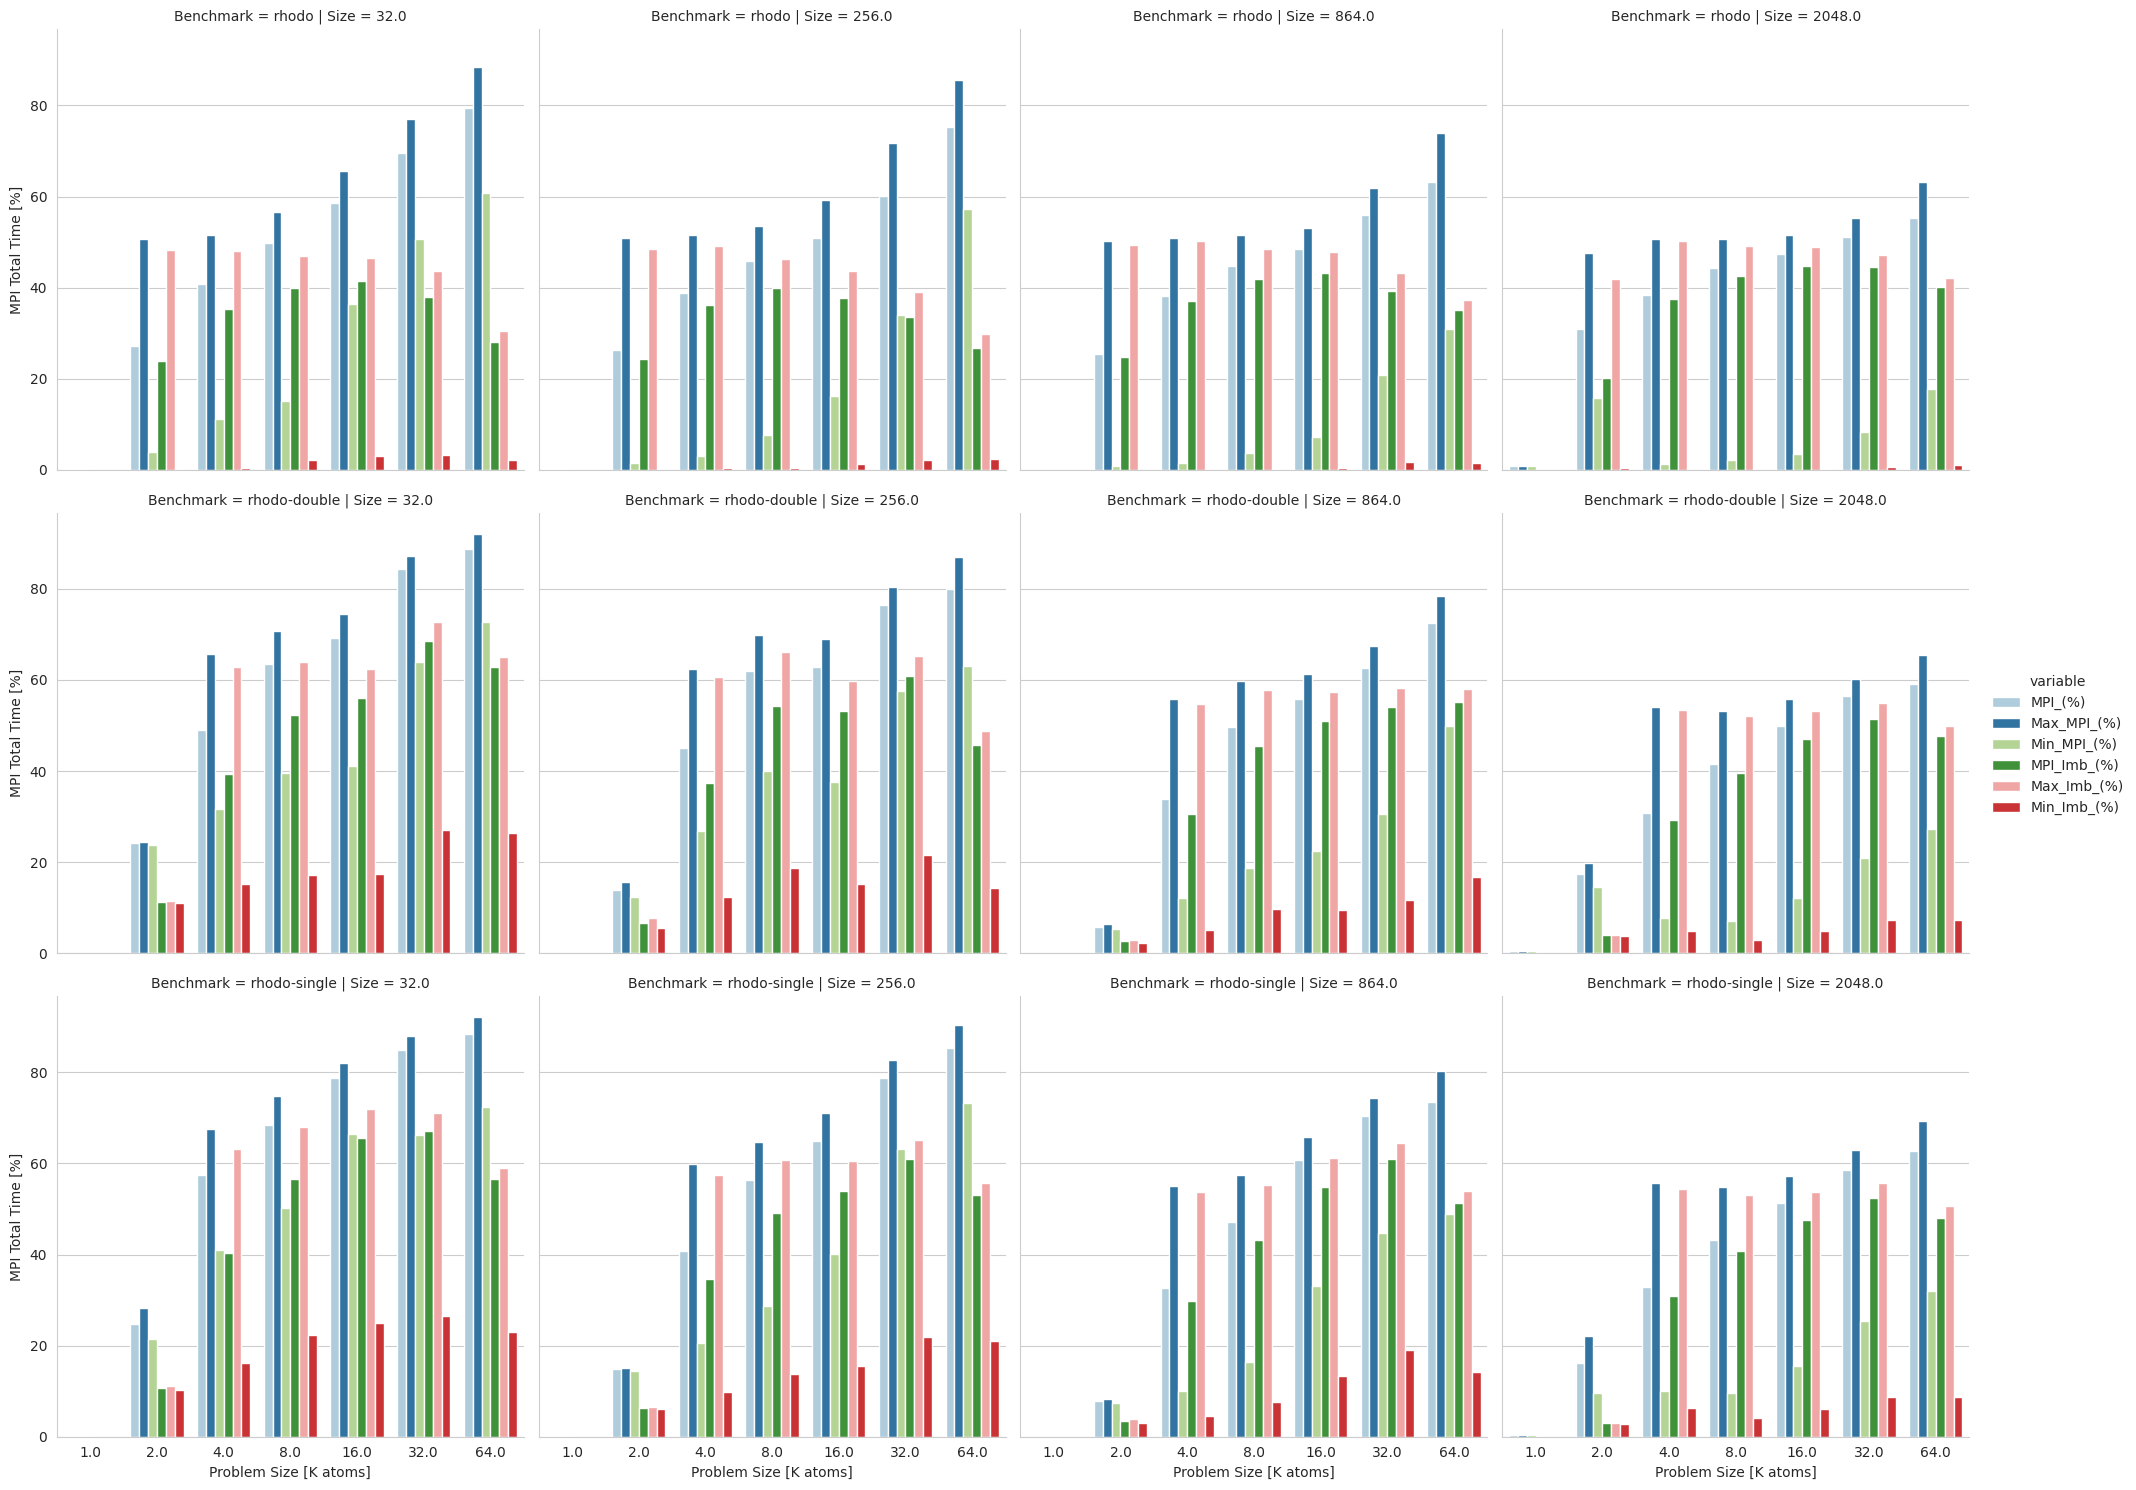 Benchmark = rhodo | Size = 32.0
Benchmark = rhodo | Size = 256.0
Benchmark = rhodo | Size = 864.0
Benchmark = rhodo | Size = 2048.0
MPI Total Time [%]
80
60
40
20
0
Benchmark = rhodo-double | Size = 32.0
Benchmark = rhodo-double | Size = 256.0
Benchmark = rhodo-double | Size = 864.0
Benchmark = rhodo-double | Size = 2048.0
MPI Total Time [%]
80
60
40
20
0
variable
MPI_(%)
Max_MPI_(%)
Min_MPI_(%)
MPI_Imb_(%)
Max_Imb_(%)
Min_Imb_(%)
Benchmark = rhodo-single | Size = 32.0
Benchmark = rhodo-single | Size = 256.0
Benchmark = rhodo-single | Size = 864.0
Benchmark = rhodo-single | Size = 2048.0
MPI Total Time [%]
80
60
40
20
0
1.0 2.0 4.0 8.0 16.0 32.0 64.0
Problem Size [K atoms]
1.0 2.0 4.0 8.0 16.0 32.0 64.0
Problem Size [K atoms]
1.0 2.0 4.0 8.0 16.0 32.0 64.0
Problem Size [K atoms]
1.0 2.0 4.0 8.0 16.0 32.0 64.0
Problem Size [K atoms]